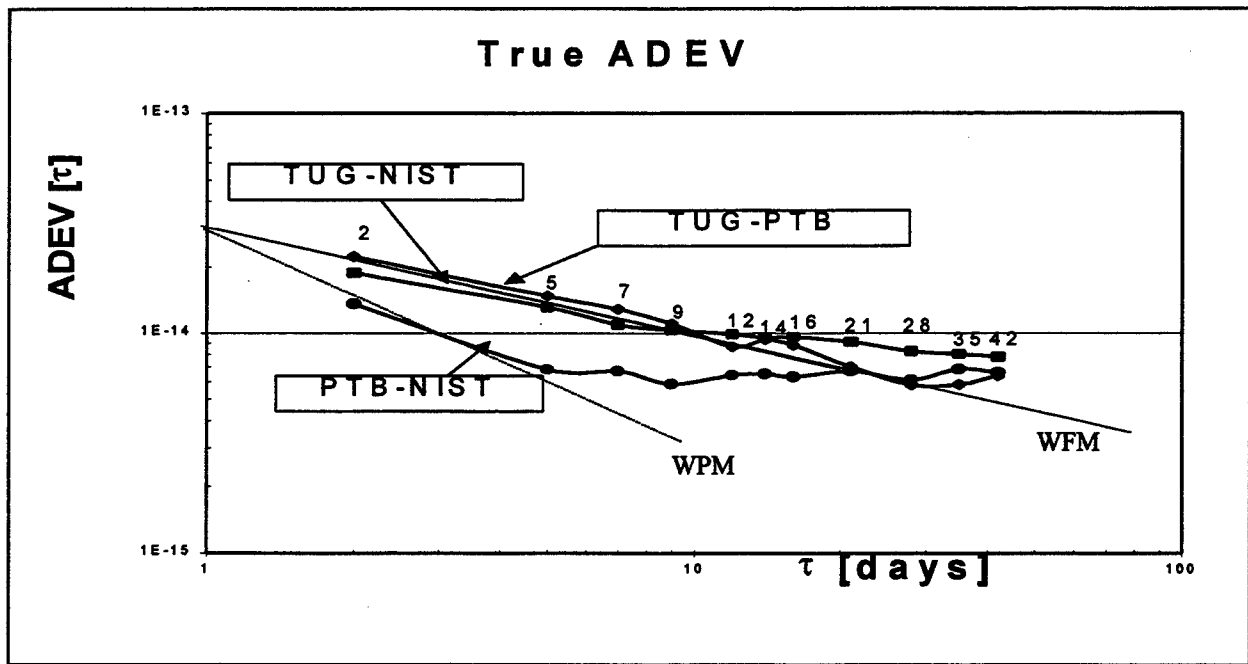 True ADEV
1E-13
ADEV [τ]
TUG-NIST
TUG-PTB
2
5
7
9
12
14
16
21
28
35
42
1E-14
PTB-NIST
WFM
WPM
1E-15
1
10
τ [days]
100